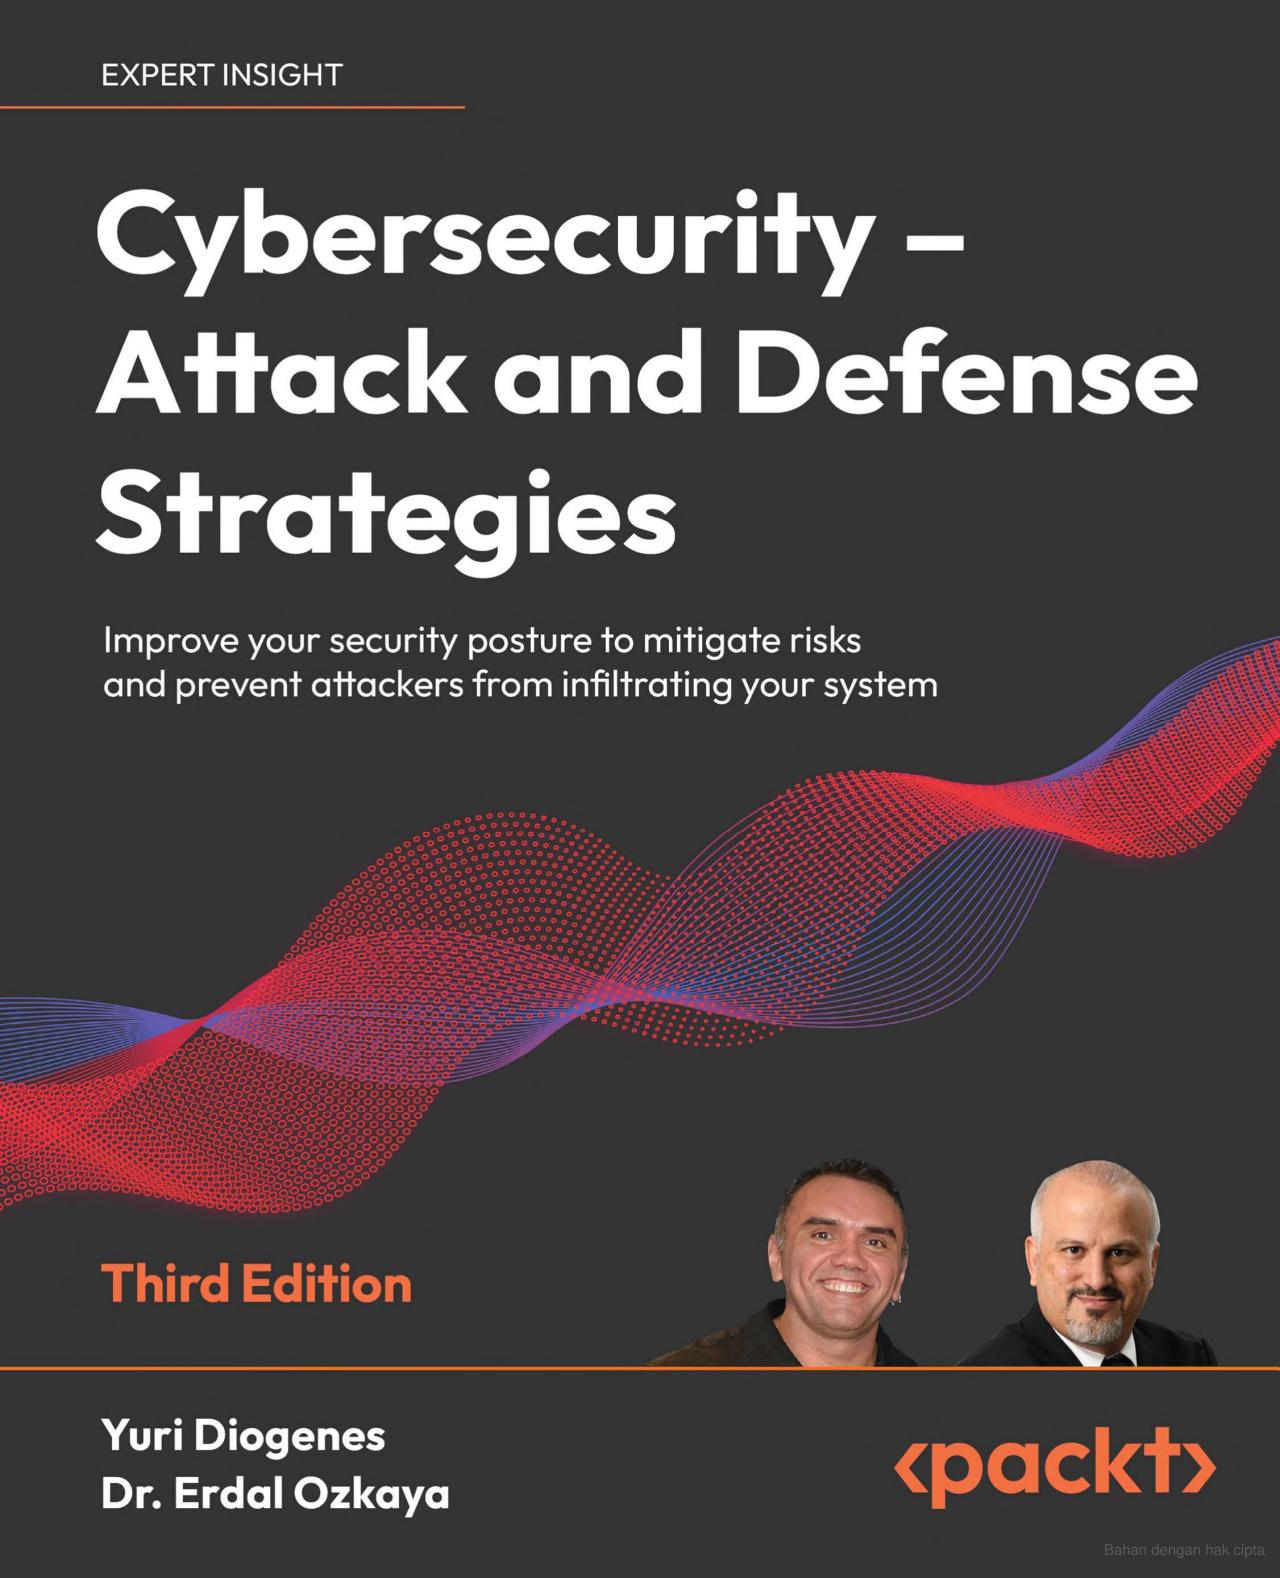 EXPERT INSIGHT
Cybersecurity –
Attack and Defense
Strategies
Improve your security posture to mitigate risks
and prevent attackers from infiltrating your system
Third Edition
Yuri Diogenes
Dr. Erdal Ozkaya
<packt>
Bahan dengan hak cipta